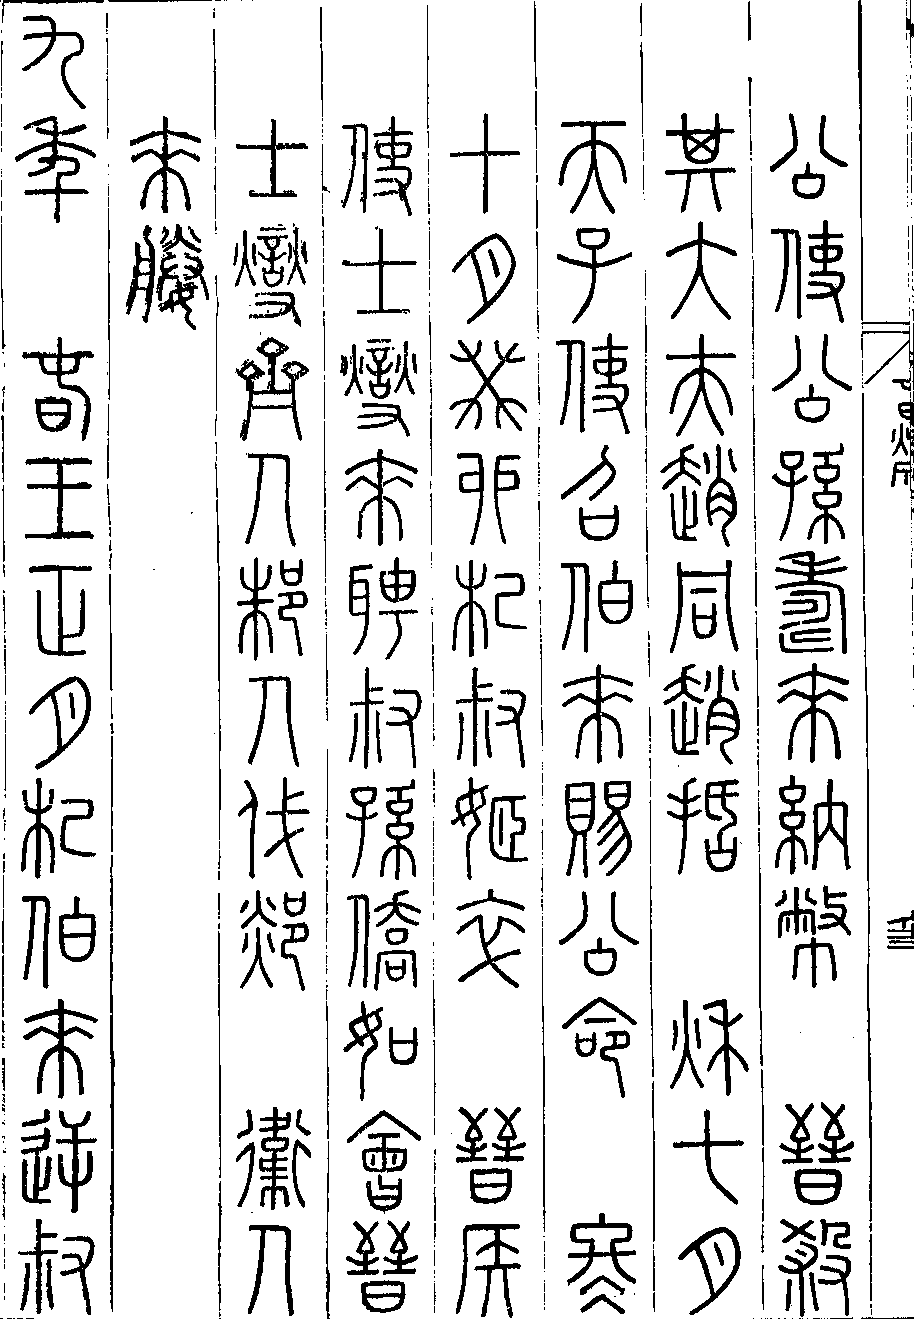 公使公孫壽來納幣　晉殺
其大夫趙同趙括　秋七月
天子使召伯來賜公命　冬
十月癸卯杞叔姬卒　晉侯
使士燮來聘叔孫僑如會晉
士燮齊人邾人伐郯　衛人
來媵
九年　春王正月杞伯來逆叔